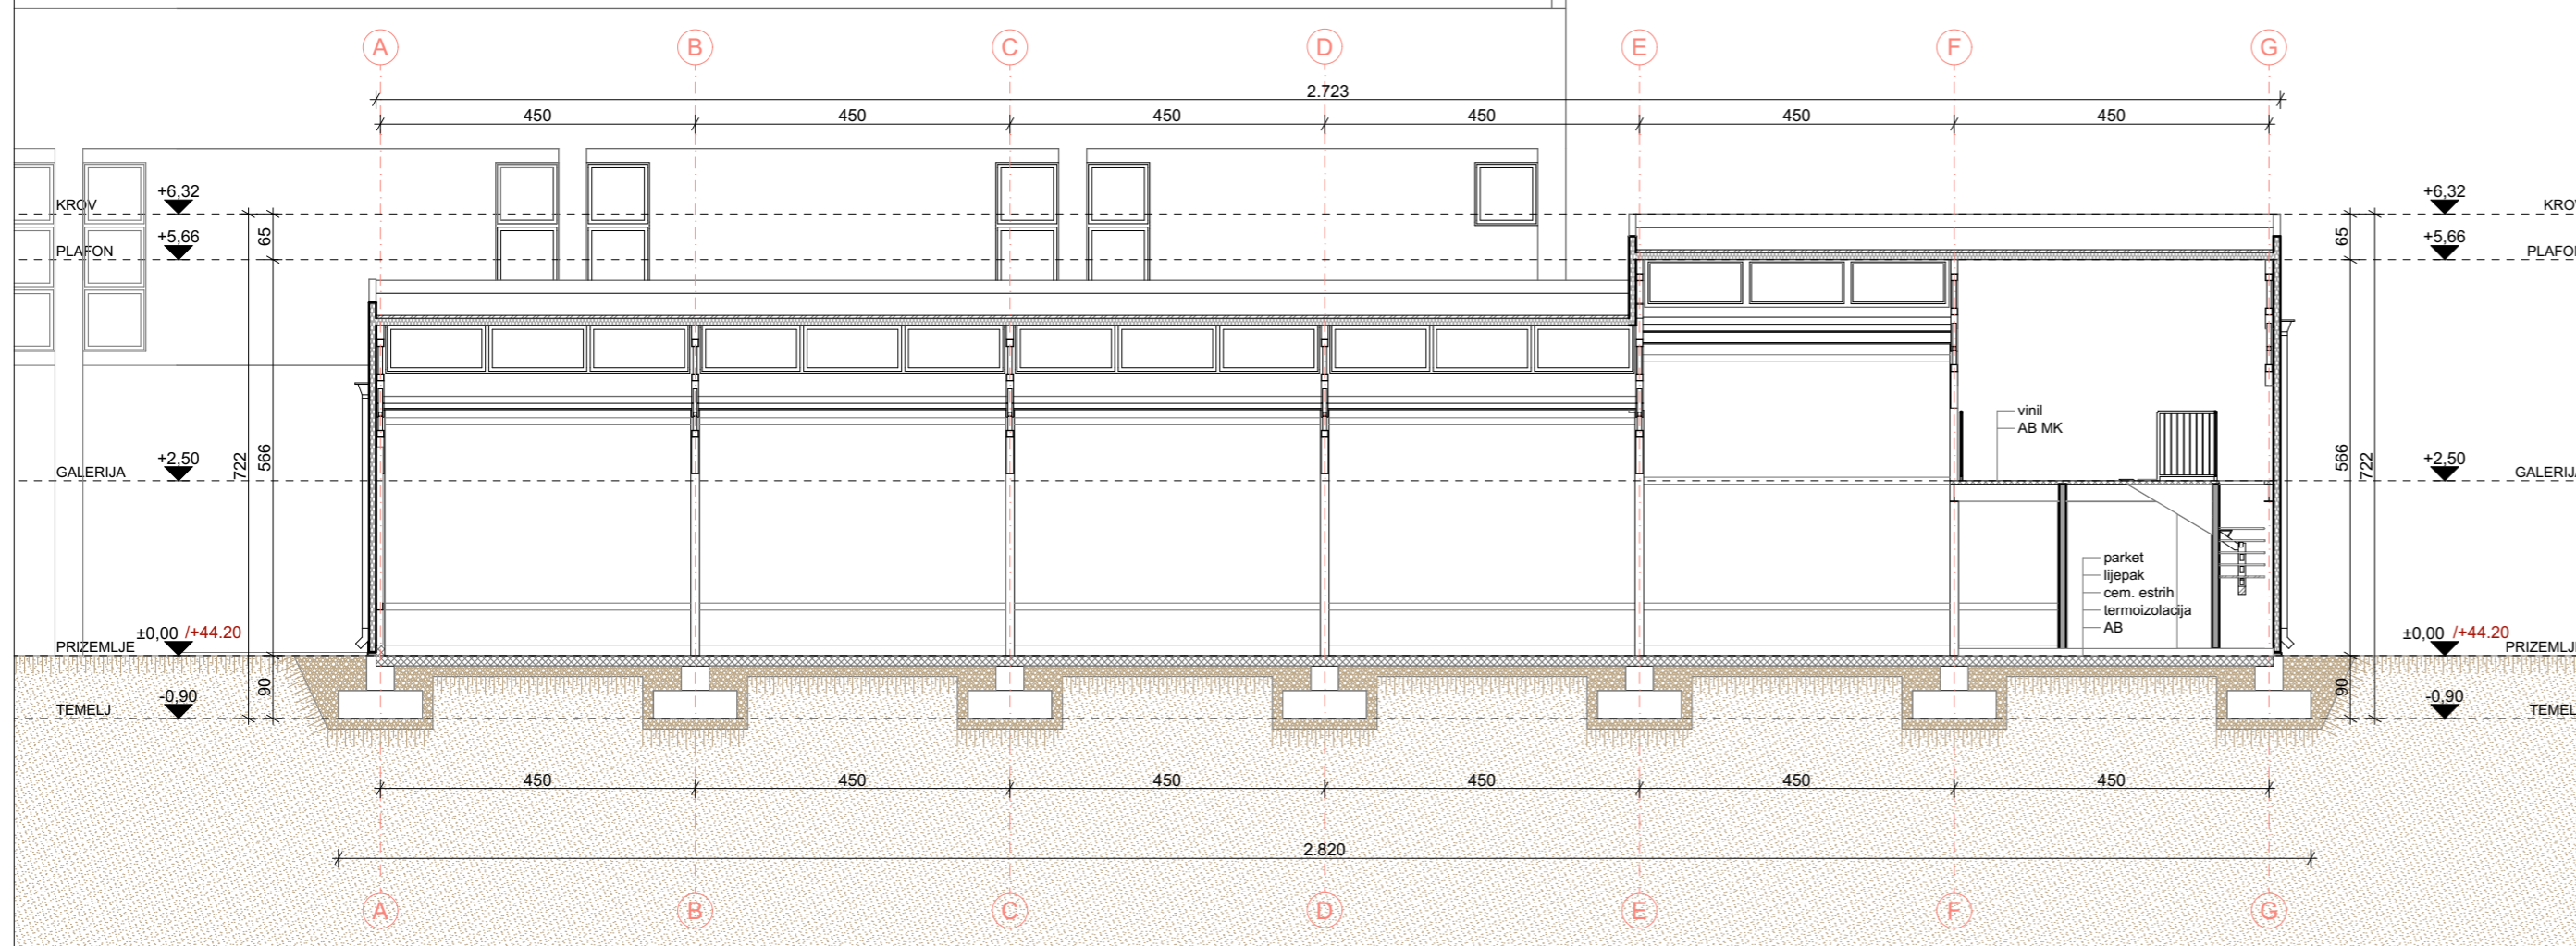 A B C D E F G
2.723
450 450 450 450 450 450
KROV +6,32 +6,32 KROV
65 65
PLAFON +5,66 +5,66 PLAFON
vinil
AB MK
GALERIJA +2,50 +2,50 GALERIJA
722 566 566 722
parket
lijepak
cem. estrih
termoizolacija
AB
PRIZEMLJE ±0,00 /+44.20 ±0,00 /+44.20 PRIZEMLJE
90 90
TEMELJ -0,90 -0,90 TEMEL
450 450 450 450 450 450
2.820
A B C D E F G